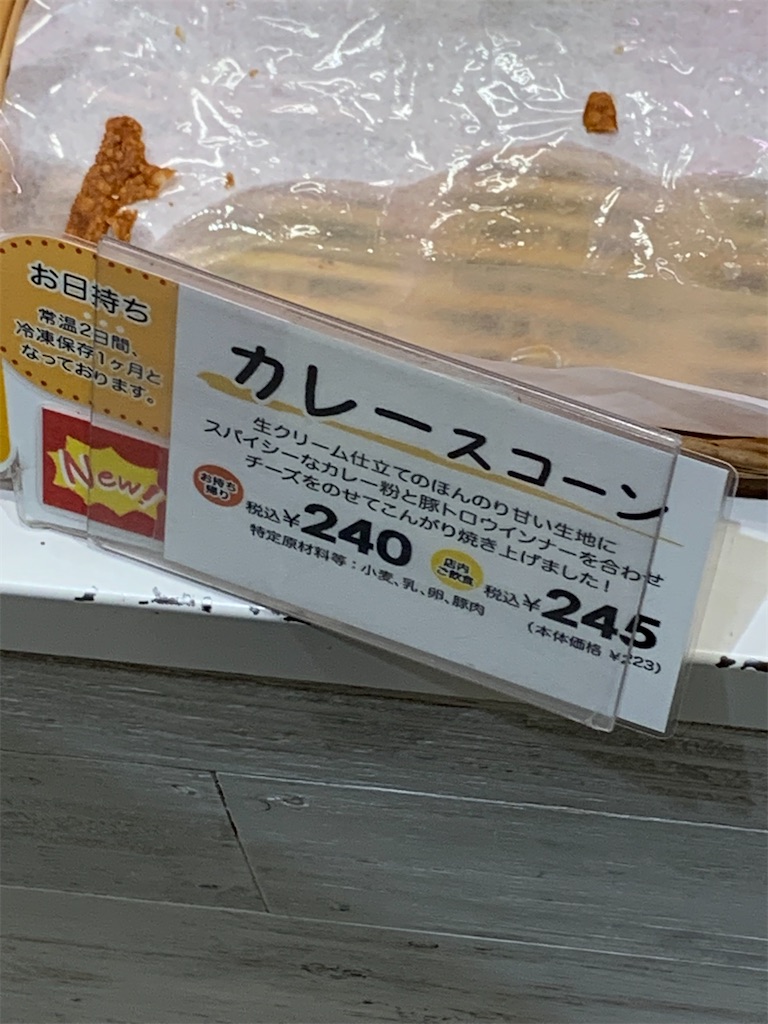 お日持ち
常温2日間、
冷凍保存1ヶ月と
なっております。
New!
カレースコーン
生クリーム仕立てのほんのり甘い生地に
スパイシーなカレー粉と豚トロウインナーを合わせ
チーズをのせてこんがり焼き上げました！
お持ち帰り 税込¥240
店内ご飲食 税込¥245
特定原材料等：小麦、乳、卵、豚肉
（本体価格 ¥223）